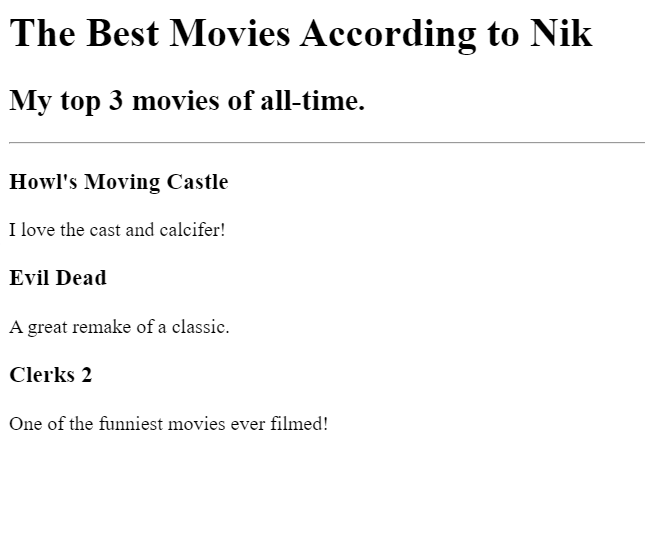 The Best Movies According to Nik
My top 3 movies of all-time.
Howl's Moving Castle
I love the cast and calcifer!
Evil Dead
A great remake of a classic.
Clerks 2
One of the funniest movies ever filmed!